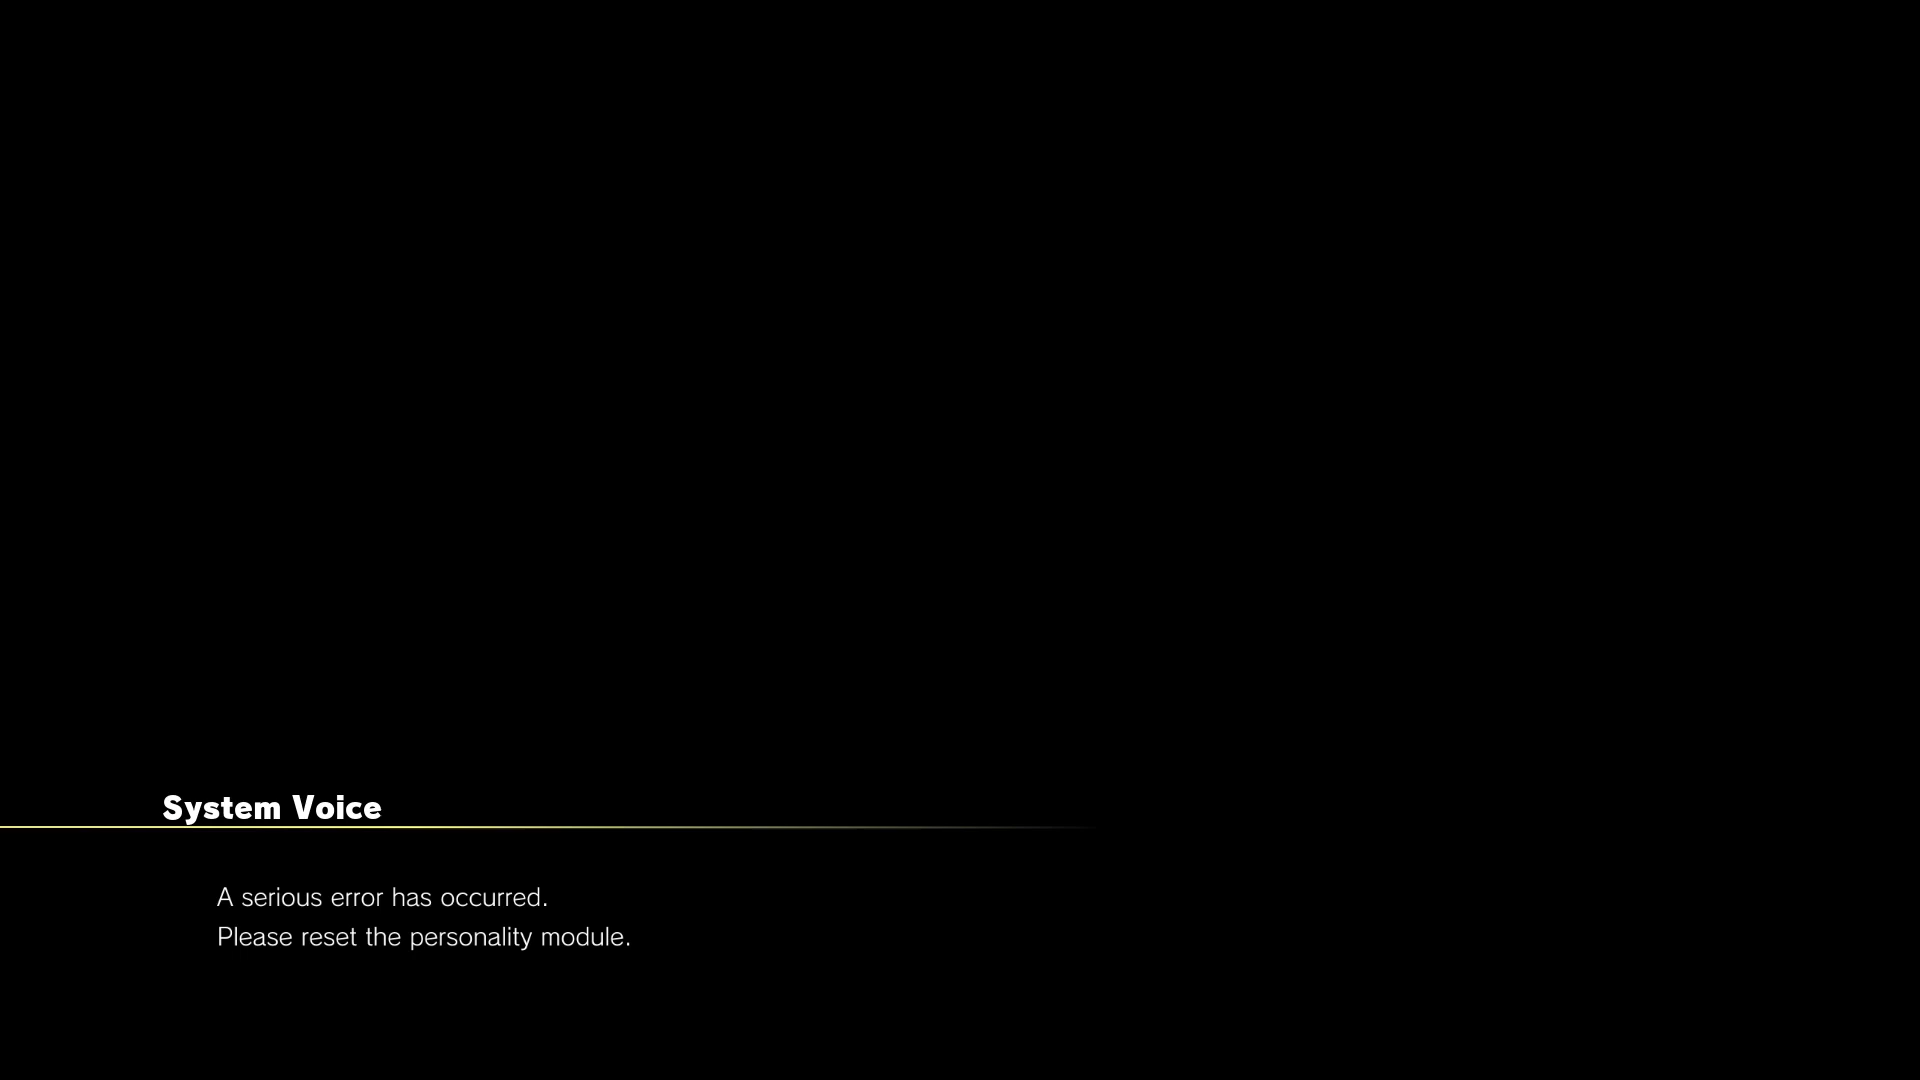 System Voice
A serious error has occurred.
Please reset the personality module.